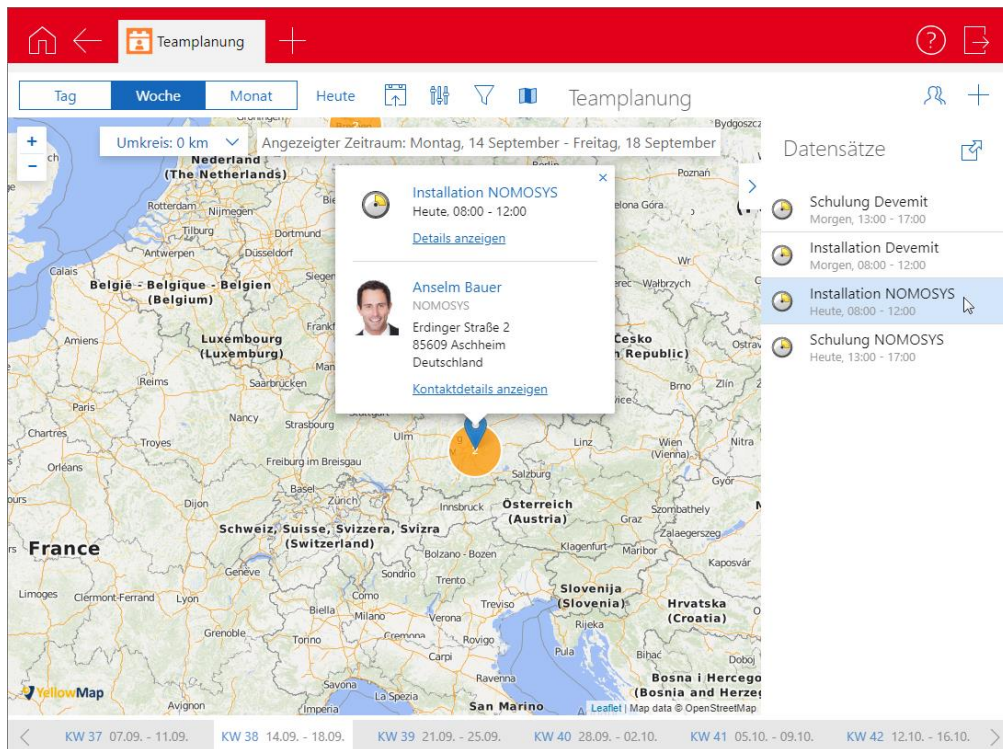 Teamplanung
?
Tag Woche Monat Heute Teamplanung
+
−
Umkreis: 0 km
Angezeigter Zeitraum: Montag, 14 September - Freitag, 18 September
Bydgoszcz
Nederland
(The Netherlands)
Berlin
Poznań
Rotterdam
Nijmegen
Tilburg
Dortmund
Antwerpen
Düsseldorf
Calais
België - Belgique - Belgien
(Belgium)
Amiens
Luxembourg
(Luxemburg)
Reims
Saarbrücken
Paris
Nancy
Strasbourg
Chartres
Troyes
Ulm
Orléans
Freiburg im Breisgau
Linz
Wien
(Vienna)
Nitra
Brno
Zlín
Salzburg
Győr
Dijon
Basel
Zürich
Innsbruck
Österreich
(Austria)
Graz
Szombathely
Schweiz, Suisse, Svizzera, Svizra
(Switzerland)
Zalaegerszeg
France
Bolzano - Bozen
Klagenfurt
Maribor
Kaposvár
Genève
Sondrio
Trento
Limoges
Clermont-Ferrand
Lyon
Como
Slovenija
(Slovenia)
Biella
Milano
Verona
Treviso
Hrvatska
(Croatia)
Rijeka
Grenoble
Torino
Cremona
Rovigo
Pula
Carpi
Bihać
Doboj
Savona
Ravenna
Bosna i Hercego
(Bosnia and Herzeg
La Spezia
Avignon
Imperia
San Marino
Installation NOMOSYS
Heute, 08:00 - 12:00
Details anzeigen
Anselm Bauer
NOMOSYS
Erdinger Straße 2
85609 Aschheim
Deutschland
Kontaktdetails anzeigen
YellowMap
Leaflet | Map data © OpenStreetMap
Datensätze
Schulung Devemit
Morgen, 13:00 - 17:00
Installation Devemit
Morgen, 08:00 - 12:00
Installation NOMOSYS
Heute, 08:00 - 12:00
Schulung NOMOSYS
Heute, 13:00 - 17:00
KW 37 07.09. - 11.09. KW 38 14.09. - 18.09. KW 39 21.09. - 25.09. KW 40 28.09. - 02.10. KW 41 05.10. - 09.10. KW 42 12.10. - 16.10.